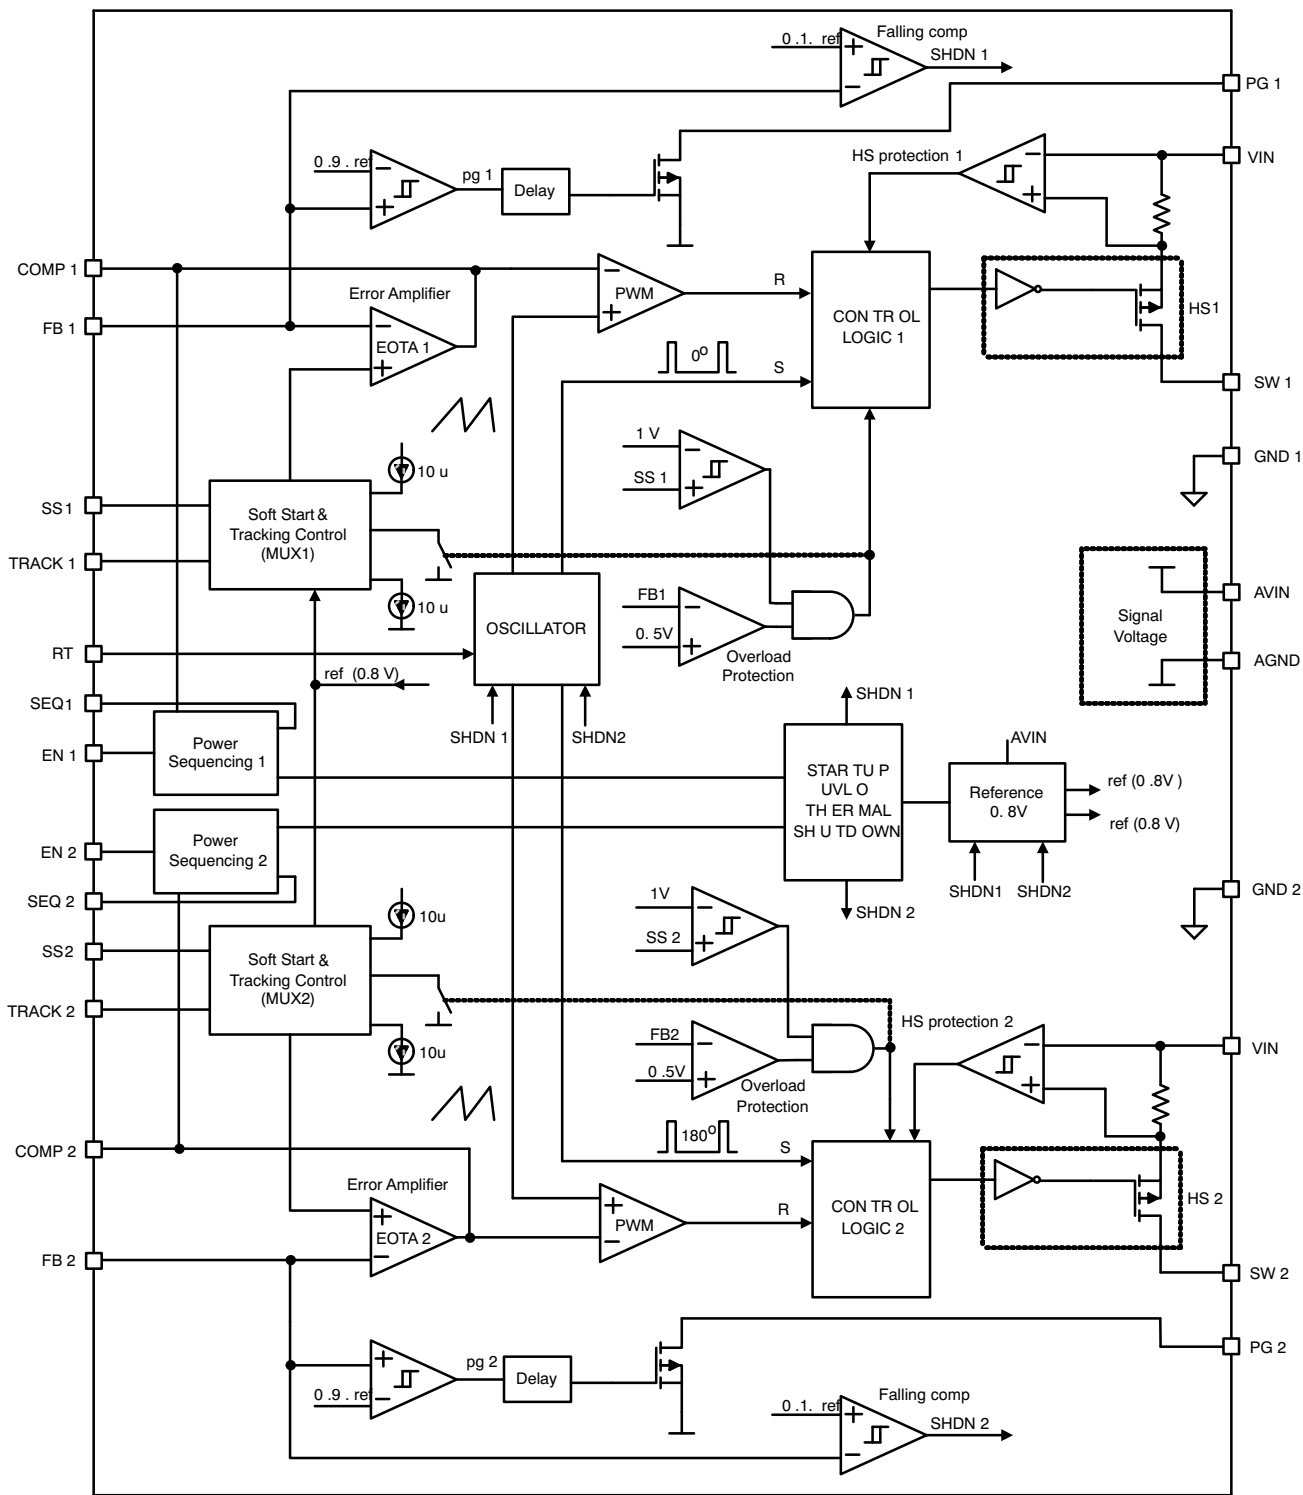 Falling comp
0 .1. ref
SHDN 1
PG 1
HS protection 1
VIN
0 .9 . ref
pg 1
Delay
COMP 1
Error Amplifier
PWM
R
CON TR OL
LOGIC 1
HS1
FB 1
EOTA 1
0º
S
SW 1
1 V
GND 1
10 u
SS 1
SS1
Soft Start &
Tracking Control
(MUX1)
TRACK 1
10 u
FB1
AVIN
OSCILLATOR
Signal
Voltage
0. 5V
RT
Overload
Protection
AGND
ref (0.8 V)
SEQ1
SHDN 1
SHDN 1
SHDN2
AVIN
Power
Sequencing 1
EN 1
STAR TU P
UVL O
TH ER MAL
SH U TD OWN
Reference
0. 8V
ref (0 .8V )
ref (0.8 V)
Power
Sequencing 2
EN 2
SHDN1
SHDN2
SEQ 2
1V
GND 2
10u
SHDN 2
SS 2
SS2
Soft Start &
Tracking Control
(MUX2)
TRACK 2
HS protection 2
FB2
VIN
10u
0 .5V
Overload
Protection
180º
S
COMP 2
Error Amplifier
PWM
R
CON TR OL
LOGIC 2
HS 2
EOTA 2
FB 2
SW 2
PG 2
pg 2
Delay
0 .9 . ref
Falling comp
0 .1. ref
SHDN 2